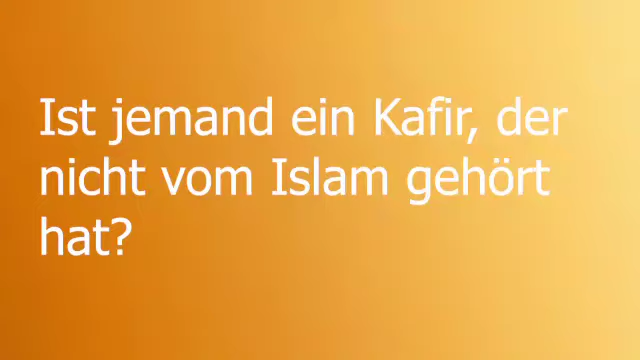 Ist jemand ein Kafir, der
nicht vom Islam gehört
hat?